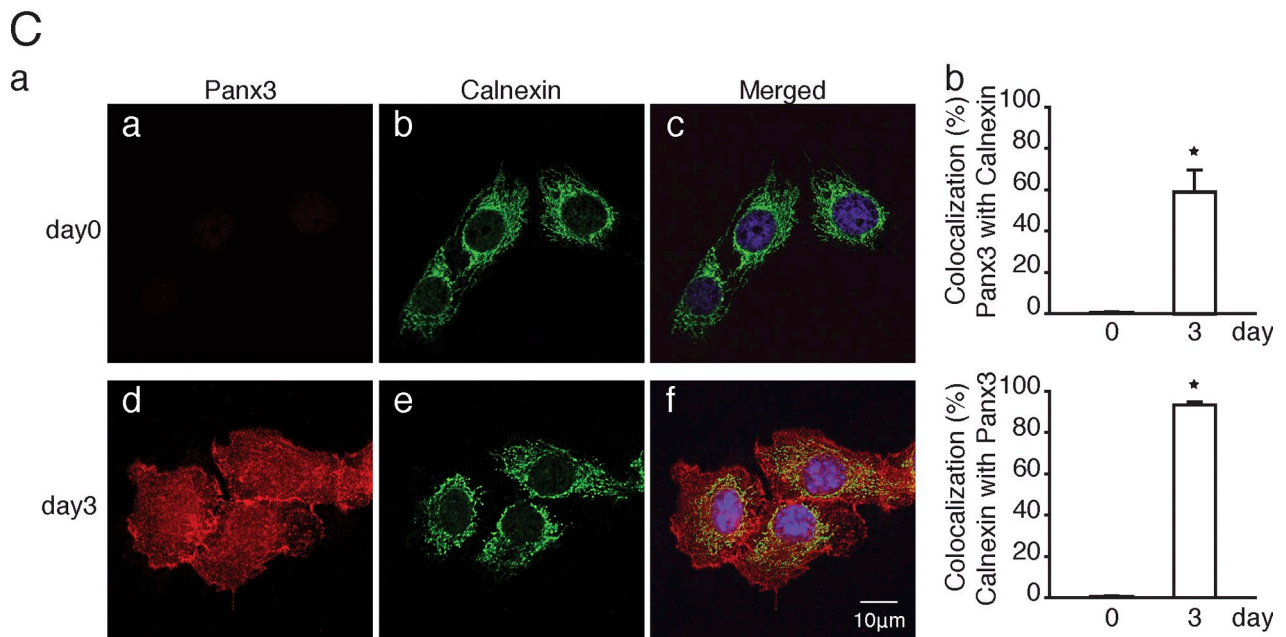 C
a
Panx3
Calnexin
Merged
day0
a
b
c
day3
d
e
f
10µm
b
Colocalization (%)
Panx3 with Calnexin
100
80
60
40
20
0
★
0
3
day
Colocalization (%)
Calnexin with Panx3
100
80
60
40
20
0
★
0
3
day